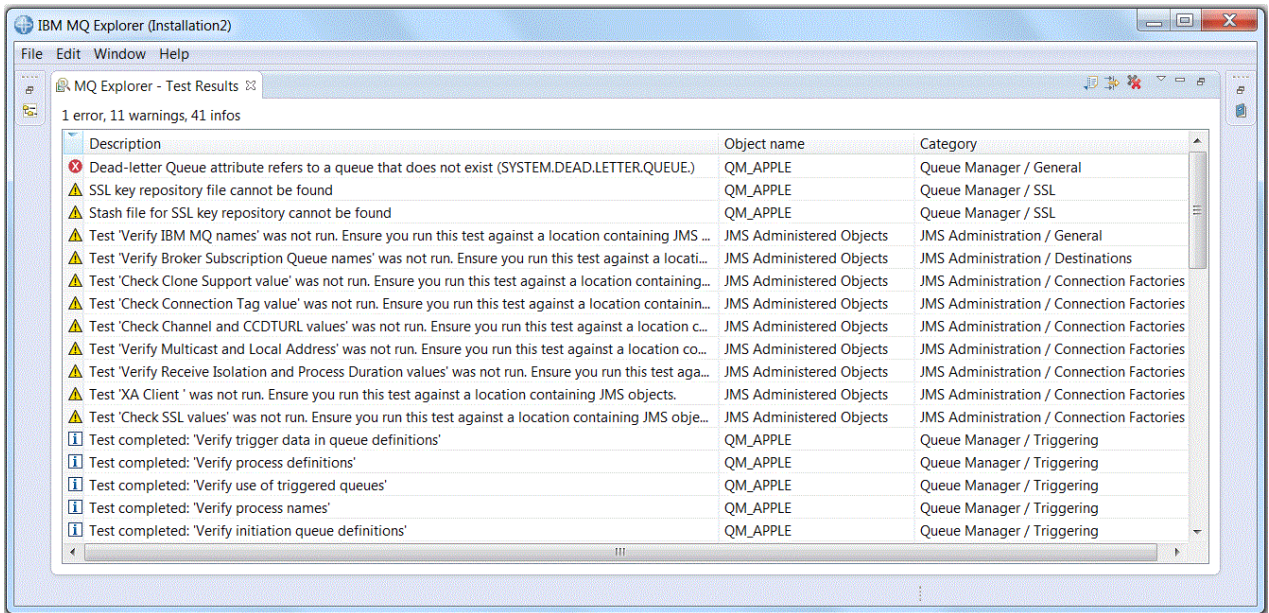 IBM MQ Explorer (Installation2)
File Edit Window Help
MQ Explorer - Test Results
1 error, 11 warnings, 41 infos
Description Object name Category
Dead-letter Queue attribute refers to a queue that does not exist (SYSTEM.DEAD.LETTER.QUEUE.) QM_APPLE Queue Manager / General
SSL key repository file cannot be found QM_APPLE Queue Manager / SSL
Stash file for SSL key repository cannot be found QM_APPLE Queue Manager / SSL
Test 'Verify IBM MQ names' was not run. Ensure you run this test against a location containing JMS ... JMS Administered Objects JMS Administration / General
Test 'Verify Broker Subscription Queue names' was not run. Ensure you run this test against a locati... JMS Administered Objects JMS Administration / Destinations
Test 'Check Clone Support value' was not run. Ensure you run this test against a location containing... JMS Administered Objects JMS Administration / Connection Factories
Test 'Check Connection Tag value' was not run. Ensure you run this test against a location containin... JMS Administered Objects JMS Administration / Connection Factories
Test 'Check Channel and CCDTURL values' was not run. Ensure you run this test against a location c... JMS Administered Objects JMS Administration / Connection Factories
Test 'Verify Multicast and Local Address' was not run. Ensure you run this test against a location co... JMS Administered Objects JMS Administration / Connection Factories
Test 'Verify Receive Isolation and Process Duration values' was not run. Ensure you run this test aga... JMS Administered Objects JMS Administration / Connection Factories
Test 'XA Client ' was not run. Ensure you run this test against a location containing JMS objects. JMS Administered Objects JMS Administration / Connection Factories
Test 'Check SSL values' was not run. Ensure you run this test against a location containing JMS obje... JMS Administered Objects JMS Administration / Connection Factories
Test completed: 'Verify trigger data in queue definitions' QM_APPLE Queue Manager / Triggering
Test completed: 'Verify process definitions' QM_APPLE Queue Manager / Triggering
Test completed: 'Verify use of triggered queues' QM_APPLE Queue Manager / Triggering
Test completed: 'Verify process names' QM_APPLE Queue Manager / Triggering
Test completed: 'Verify initiation queue definitions' QM_APPLE Queue Manager / Triggering